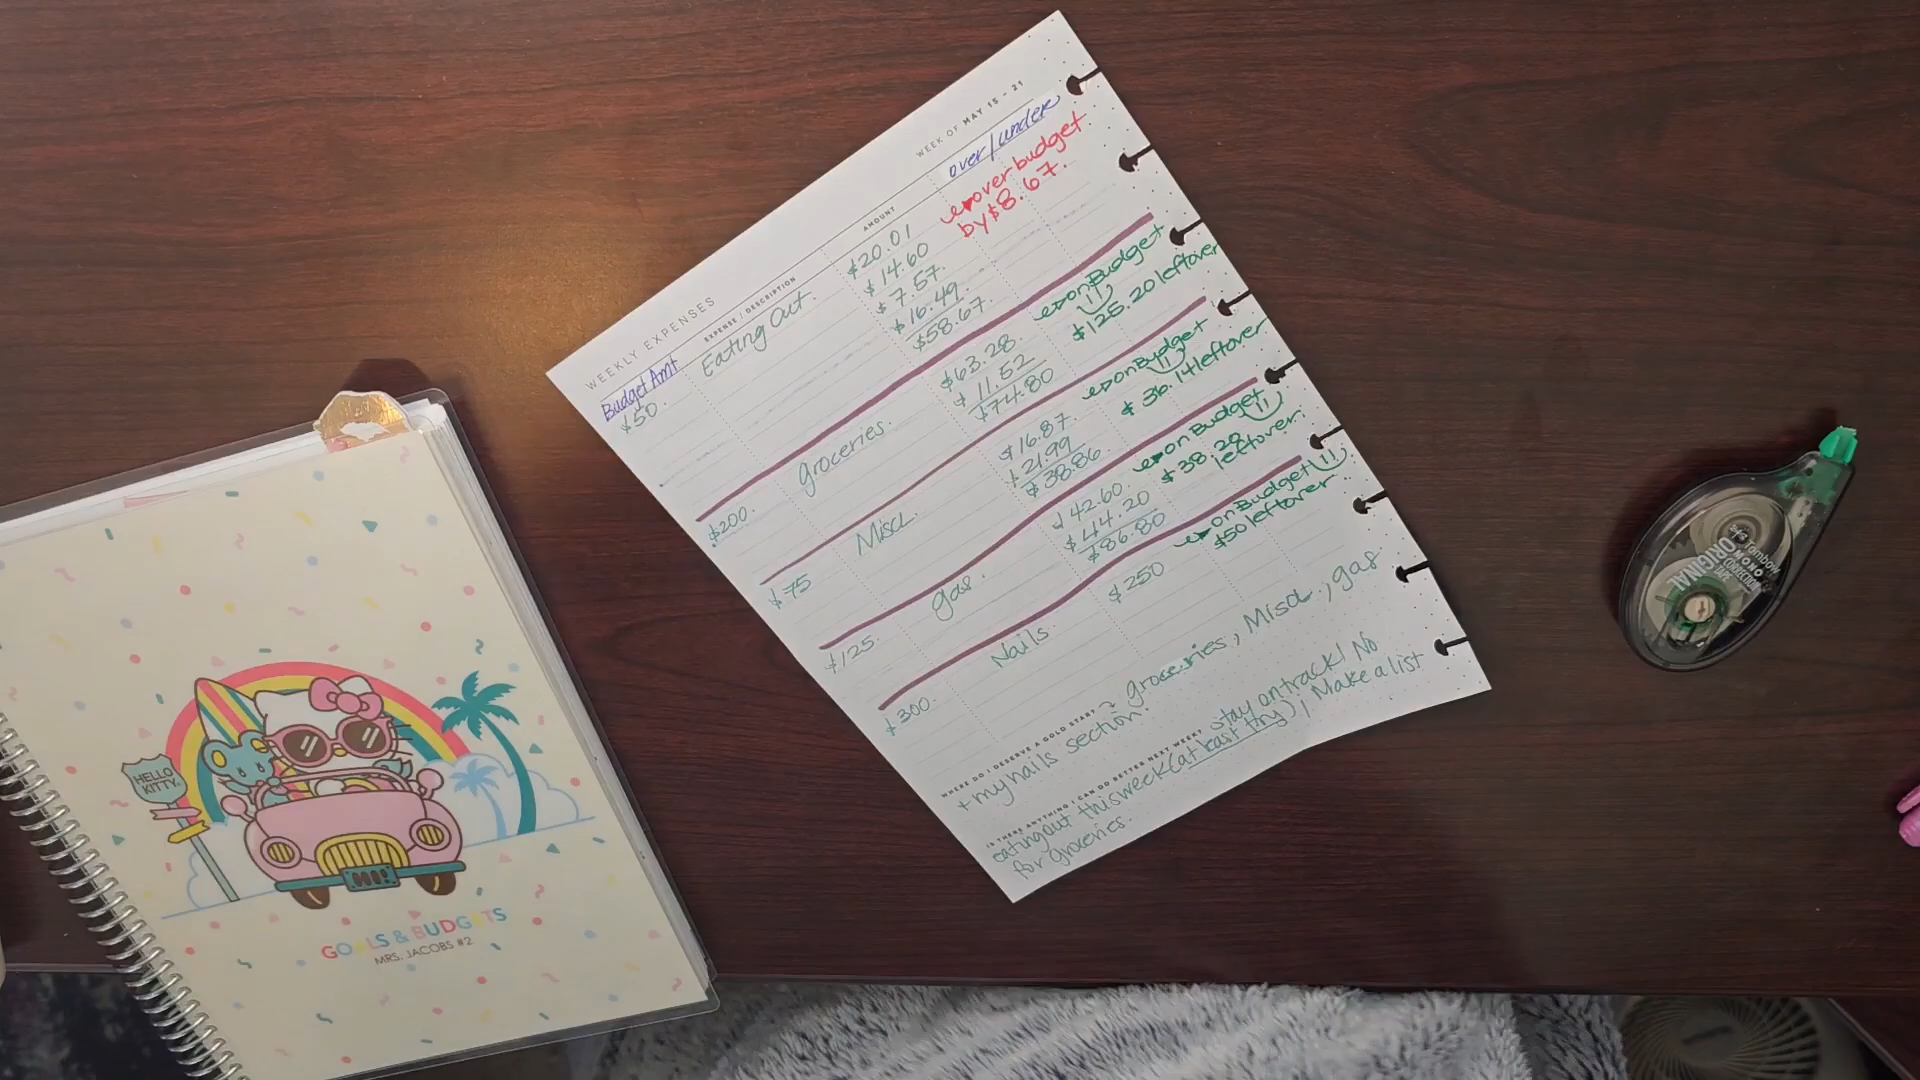 WEEKLY EXPENSES
WEEK OF MAY 15 - 21
Budget Amt
EXPENSE / DESCRIPTION
AMOUNT
over/under
$50.
Eating Out.
$20.01
$14.60
$7.57.
$16.49.
$58.67.
over budget
by $8.67.
$200.
groceries.
$63.28.
$11.52
$74.80
on Budget
$125.20 leftover
$75
Miscl.
$16.87.
$21.99
$38.86.
on Budget
$36.14 leftover
$125.
gas.
$42.60.
$44.20
$86.80
on Budget
$38.20
leftover.
$300.
Nails.
$250
on Budget
$50 leftover
WHERE DO I DESERVE A GOLD STAR? groceries, Miscl., gas
+ my nails section.
IS THERE ANYTHING I CAN DO BETTER NEXT WEEK? stay on track! No
eating out this week (at least try)! Make a list
for groceries.
HELLO
KITTY
HI!
GOALS & BUDGETS
MRS. JACOBS #2
Tombow
MONO
CORRECTION
TAPE
ORIGINAL